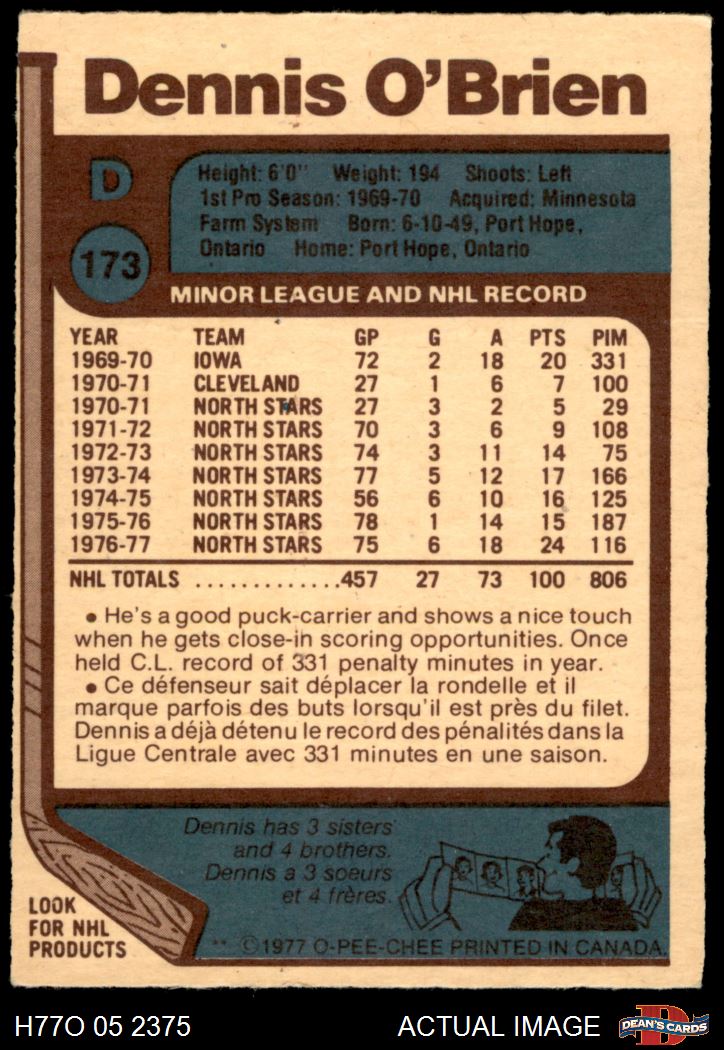 Dennis O'Brien
D
173
Height: 6'0" Weight: 194 Shoots: Left
1st Pro Season: 1969-70 Acquired: Minnesota
Farm System Born: 6-10-49, Port Hope,
Ontario Home: Port Hope, Ontario
MINOR LEAGUE AND NHL RECORD
YEAR TEAM GP G A PTS PIM
1969-70 IOWA 72 2 18 20 331
1970-71 CLEVELAND 27 1 6 7 100
1970-71 NORTH STARS 27 3 2 5 29
1971-72 NORTH STARS 70 3 6 9 108
1972-73 NORTH STARS 74 3 11 14 75
1973-74 NORTH STARS 77 5 12 17 166
1974-75 NORTH STARS 56 6 10 16 125
1975-76 NORTH STARS 78 1 14 15 187
1976-77 NORTH STARS 75 6 18 24 116
NHL TOTALS .............457 27 73 100 806
• He's a good puck-carrier and shows a nice touch
when he gets close-in scoring opportunities. Once
held C.L. record of 331 penalty minutes in year.
• Ce défenseur sait déplacer la rondelle et il
marque parfois des buts lorsqu'il est près du filet.
Dennis a déjà détenu le record des pénalités dans la
Ligue Centrale avec 331 minutes en une saison.
Dennis has 3 sisters
and 4 brothers.
Dennis a 3 soeurs
et 4 frères.
LOOK
FOR NHL
PRODUCTS
** ©1977 O-PEE-CHEE PRINTED IN CANADA.
H77O 05 2375 ACTUAL IMAGE DEAN'S CARDS